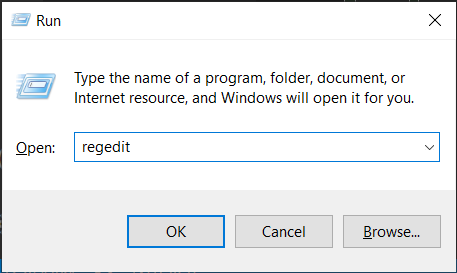 Run
Type the name of a program, folder, document, or
Internet resource, and Windows will open it for you.
Open: regedit
OK Cancel Browse...